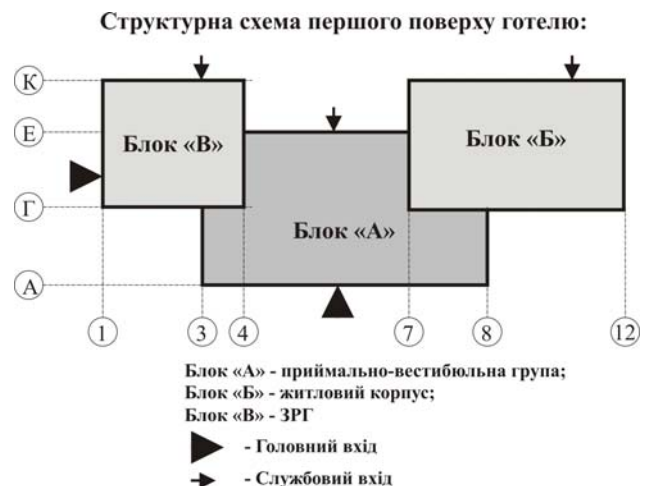 Структурна схема першого поверху готелю:
К
Е
Блок «В»
Блок «Б»
Г
Блок «А»
А
1
3
4
7
8
12
Блок «А» - приймально-вестибюльна група;
Блок «Б» - житловий корпус;
Блок «В» - ЗРГ
- Головний вхід
- Службовий вхід